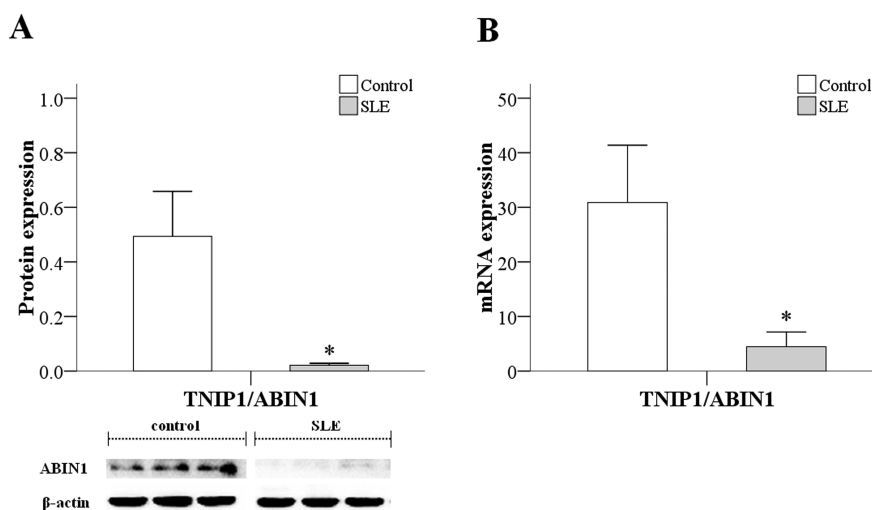 A
Control
SLE
1.0
0.8
0.6
0.4
0.2
0.0
Protein expression
*
TNIP1/ABIN1
control
SLE
ABIN1
β-actin
B
Control
SLE
50
40
30
20
10
0
mRNA expression
*
TNIP1/ABIN1